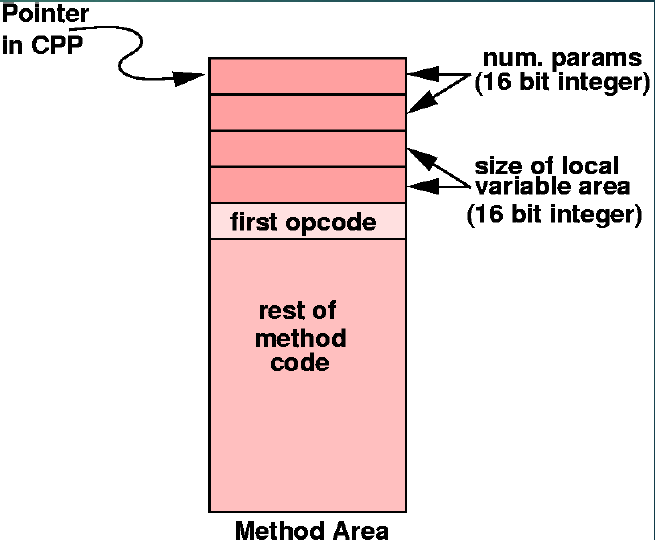 Pointer
in CPP
num. params
(16 bit integer)
size of local
variable area
(16 bit integer)
first opcode
rest of
method
code
Method Area